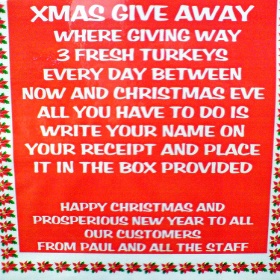 XMAS GIVE AWAY
WHERE GIVING WAY
3 FRESH TURKEYS
EVERY DAY BETWEEN
NOW AND CHRISTMAS EVE
ALL YOU HAVE TO DO IS
WRITE YOUR NAME ON
YOUR RECEIPT AND PLACE
IT IN THE BOX PROVIDED
HAPPY CHRISTMAS AND
PROSPERIOUS NEW YEAR TO ALL
OUR CUSTOMERS
FROM PAUL AND ALL THE STAFF